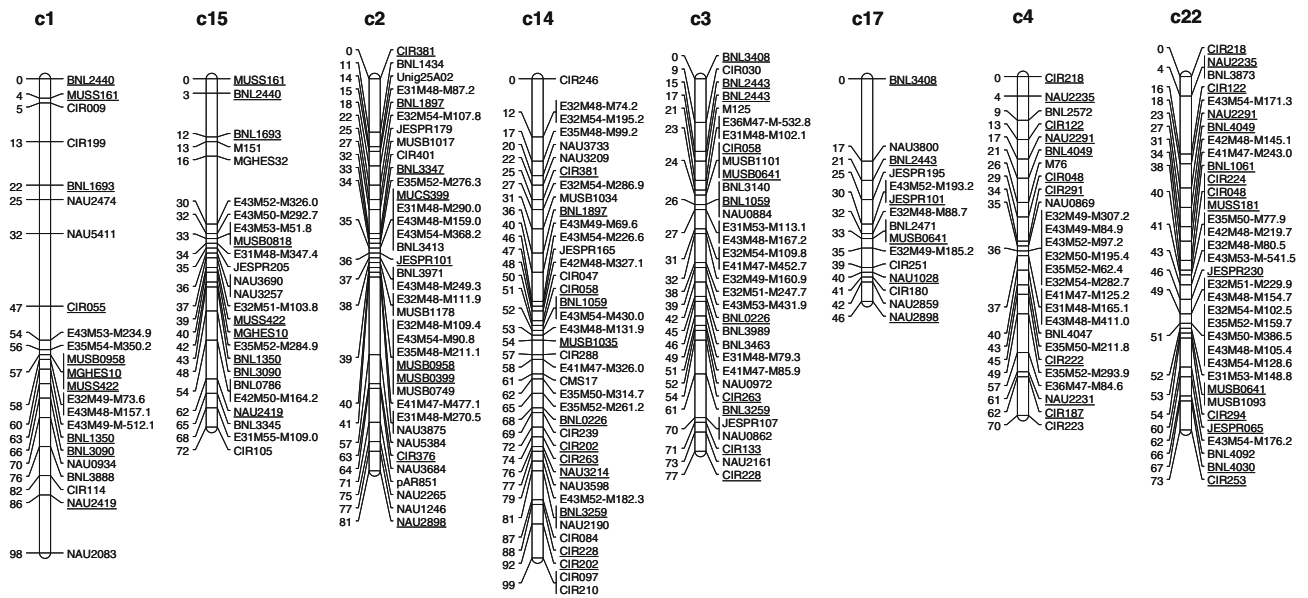 c1
0 BNL2440
4 MUSS161
5 CIR009
13 CIR199
22 BNL1693
25 NAU2474
32 NAU5411
47 CIR055
54 E43M53-M234.9
56 E35M54-M350.2
MUSB0958
57 MGHES10
MUSS422
E32M49-M73.6
58 E43M48-M157.1
60 E43M49-M-512.1
63 BNL1350
66 BNL3090
70 NAU0934
76 BNL3888
82 CIR114
86 NAU2419
98 NAU2083
c15
0 MUSS161
3 BNL2440
12 BNL1693
13 M151
16 MGHES32
30 E43M52-M326.0
32 E43M50-M292.7
E43M53-M51.8
33 MUSB0818
34 E31M48-M347.4
35 JESPR205
NAU3690
36 NAU3257
37 E32M51-M103.8
39 MUSS422
40 MGHES10
42 E35M52-M284.9
43 BNL1350
48 BNL3090
54 BNL0786
E42M50-M164.2
62 NAU2419
65 BNL3345
68 E31M55-M109.0
72 CIR105
c2
0 CIR381
11 BNL1434
14 Unig25A02
15 E31M48-M87.2
18 BNL1897
22 E32M54-M107.8
25 JESPR179
27 MUSB1017
32 CIR401
33 BNL3347
34 E35M52-M276.3
MUCS399
E31M48-M290.0
35 E43M48-M159.0
E43M54-M368.2
BNL3413
36 JESPR101
37 BNL3971
E43M48-M249.3
E32M48-M111.9
38 MUSB1178
E32M48-M109.4
E43M54-M90.8
E35M48-M211.1
39 MUSB0958
MUSB0399
MUSB0749
40 E41M47-M477.1
E31M48-M270.5
41 NAU3875
57 NAU5384
63 CIR376
64 NAU3684
71 pAR851
75 NAU2265
77 NAU1246
81 NAU2898
c14
0 CIR246
E32M48-M74.2
12 E32M54-M195.2
17 E35M48-M99.2
20 NAU3733
22 NAU3209
25 CIR381
27 E32M54-M286.9
31 MUSB1034
36 BNL1897
40 E43M49-M69.6
46 E43M54-M226.6
47 JESPR165
48 E42M48-M327.1
50 CIR047
51 CIR058
BNL1059
52 E43M54-M430.0
53 E43M48-M131.9
54 MUSB1035
57 CIR288
58 E41M47-M326.0
61 CMS17
62 E35M50-M314.7
65 E35M52-M261.2
68 BNL0226
69 CIR239
72 CIR202
74 CIR263
76 NAU3214
77 NAU3598
79 E43M52-M182.3
BNL3259
81 NAU2190
87 CIR084
88 CIR228
92 CIR202
CIR097
99 CIR210
c3
0 BNL3408
9 CIR030
15 BNL2443
17 BNL2443
21 M125
E36M47-M-532.8
23 E31M48-M102.1
CIR058
24 MUSB1101
MUSB0641
BNL3140
26 BNL1059
NAU0884
E31M53-M113.1
27 E43M48-M167.2
E32M54-M109.8
31 E41M47-M452.7
32 E32M49-M160.9
38 E32M51-M247.7
39 E43M53-M431.9
42 BNL0226
45 BNL3989
46 BNL3463
49 E31M48-M79.3
51 E41M47-M85.9
52 NAU0972
54 CIR263
61 BNL3259
JESPR107
70 NAU0862
71 CIR133
73 NAU2161
77 CIR228
c17
0 BNL3408
17 NAU3800
21 BNL2443
25 JESPR195
E43M52-M193.2
30 JESPR101
32 E32M48-M88.7
BNL2471
33 MUSB0641
35 E32M49-M185.2
39 CIR251
40 NAU1028
41 CIR180
42 NAU2859
46 NAU2898
c4
0 CIR218
4 NAU2235
9 BNL2572
13 CIR122
17 NAU2291
21 BNL4049
26 M76
29 CIR048
34 CIR291
35 NAU0869
E32M49-M307.2
E43M49-M84.9
E43M52-M97.2
36 E32M50-M195.4
E35M52-M62.4
E32M54-M282.7
E41M47-M125.2
37 E31M48-M165.1
E43M48-M411.0
40 BNL4047
43 E35M50-M211.8
45 CIR222
49 E35M52-M293.9
57 E36M47-M84.6
61 NAU2231
62 CIR187
70 CIR223
c22
0 CIR218
4 NAU2235
BNL3873
16 CIR122
18 E43M54-M171.3
23 NAU2291
27 BNL4049
31 E42M48-M145.1
34 E41M47-M243.0
38 BNL1061
CIR224
40 CIR048
MUSS181
E35M50-M77.9
41 E42M48-M219.7
E32M48-M80.5
43 E43M53-M-541.5
46 JESPR230
E32M51-M229.9
49 E43M48-M154.7
E32M54-M102.5
E35M52-M159.7
51 E43M50-M386.5
E43M48-M105.4
E43M54-M128.6
52 E31M53-M148.8
MUSB0641
53 MUSB1093
54 CIR294
60 JESPR065
62 E43M54-M176.2
66 BNL4092
67 BNL4030
73 CIR253